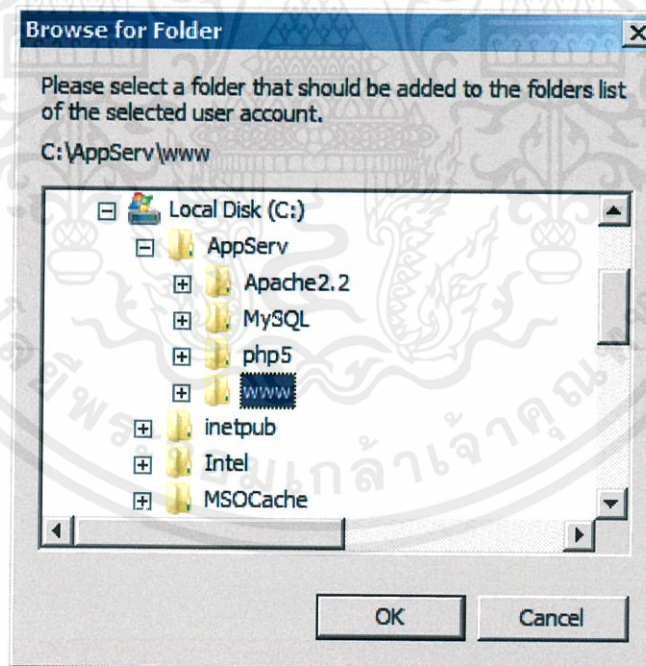 Browse for Folder
Please select a folder that should be added to the folders list
of the selected user account.
C:\AppServ\www
Local Disk (C:)
AppServ
Apache2.2
MySQL
php5
www
inetpub
Intel
MSOCache
OK
Cancel